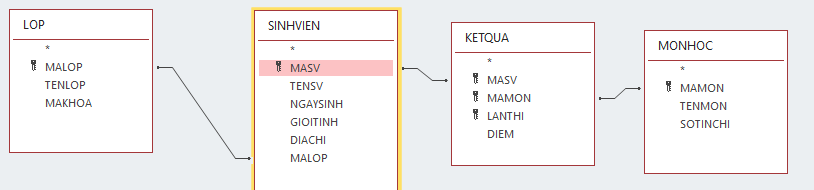 LOP
*
MALOP
TENLOP
MAKHOA
SINHVIEN
*
MASV
TENSV
NGAYSINH
GIOITINH
DIACHI
MALOP
KETQUA
*
MASV
MAMON
LANTHI
DIEM
MONHOC
*
MAMON
TENMON
SOTINCHI